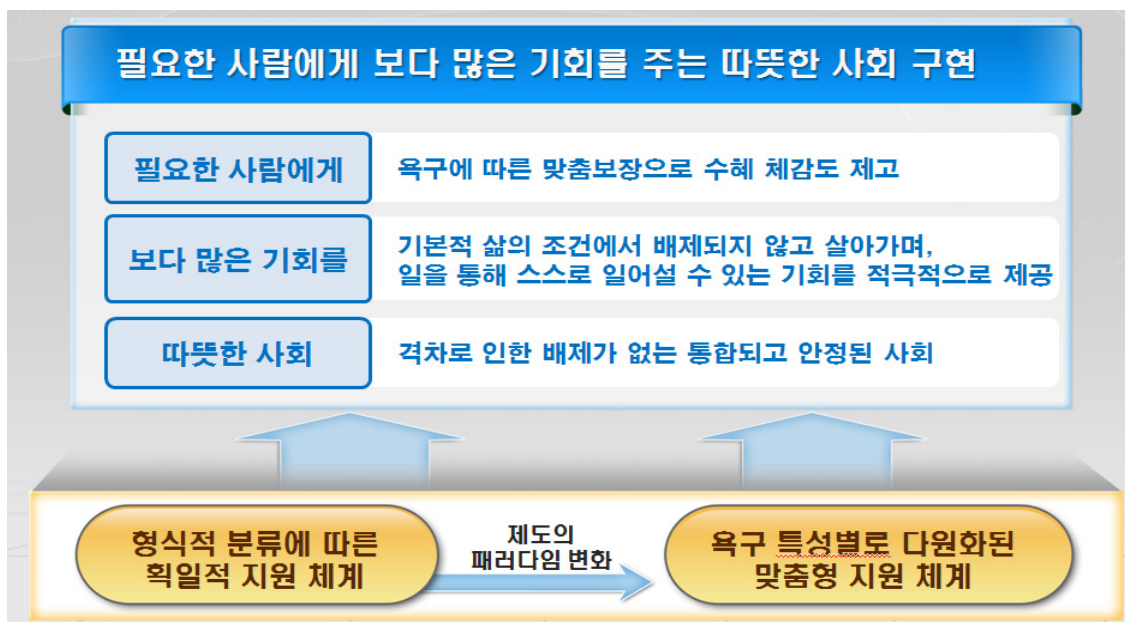 필요한 사람에게 보다 많은 기회를 주는 따뜻한 사회 구현
필요한 사람에게
욕구에 따른 맞춤보장으로 수혜 체감도 제고
보다 많은 기회를
기본적 삶의 조건에서 배제되지 않고 살아가며,
일을 통해 스스로 일어설 수 있는 기회를 적극적으로 제공
따뜻한 사회
격차로 인한 배제가 없는 통합되고 안정된 사회
형식적 분류에 따른
획일적 지원 체계
제도의
패러다임 변화
욕구 특성별로 다원화된
맞춤형 지원 체계